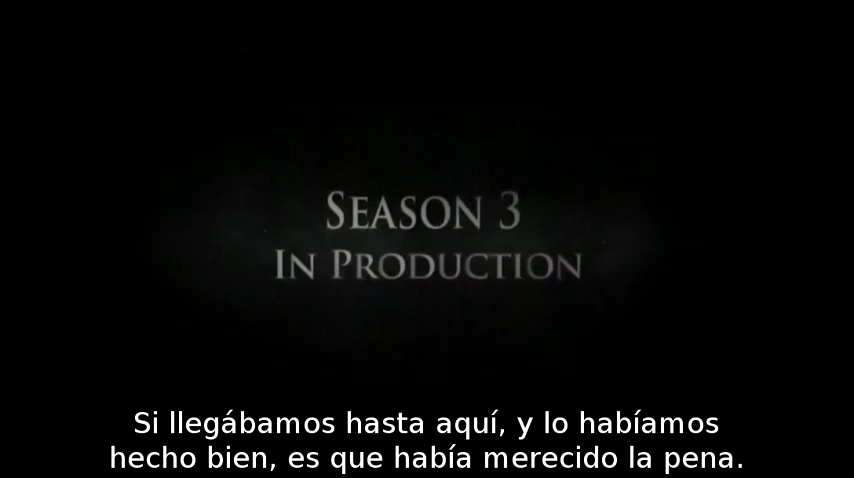 Season 3
In Production
Si llegábamos hasta aquí, y lo habíamos
hecho bien, es que había merecido la pena.